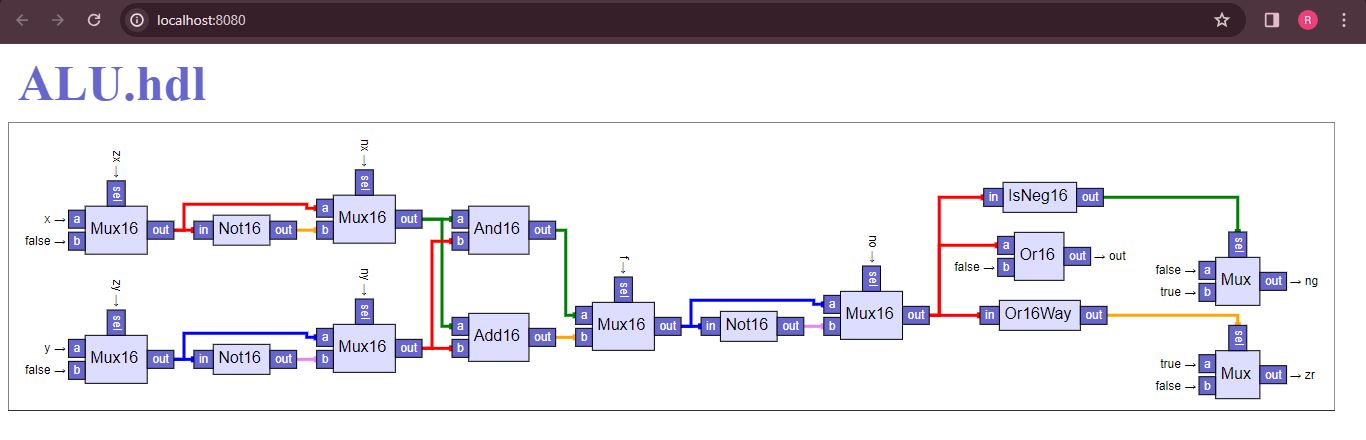 localhost:8080
R
ALU.hdl
zx →
sel
x → a
false → b
Mux16
out
in Not16 out
nx →
sel
a
b
Mux16
out
zy →
sel
y → a
false → b
Mux16
out
in Not16 out
ny →
sel
a
b
Mux16
out
a
b
And16
out
a
b
Add16
out
f →
sel
a
b
Mux16
out
in Not16 out
no →
sel
a
b
Mux16
out
in IsNeg16 out
a
false → b
Or16
out → out
in Or16Way out
sel
false → a
true → b
Mux
out → ng
sel
true → a
false → b
Mux
out → zr